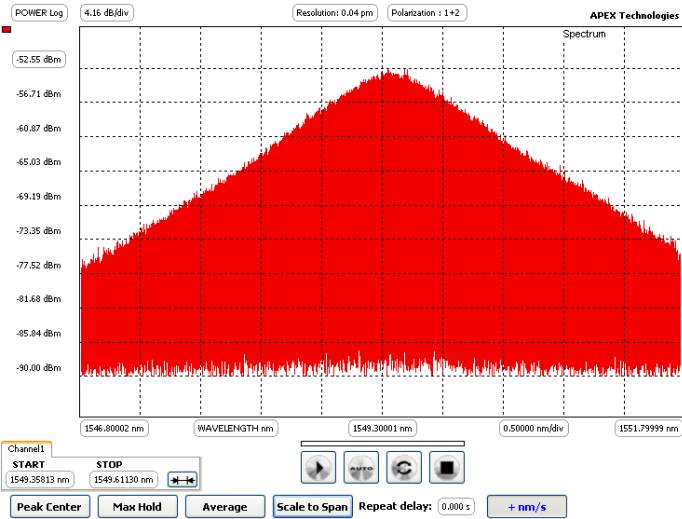 POWER Log 4.16 dB/div Resolution: 0.04 pm Polarization : 1+2 APEX Technologies
Spectrum
-52.55 dBm
-56.71 dBm
-60.87 dBm
-65.03 dBm
-69.19 dBm
-73.35 dBm
-77.52 dBm
-81.68 dBm
-85.84 dBm
-90.00 dBm
1546.80002 nm WAVELENGTH nm 1549.30001 nm 0.50000 nm/div 1551.79999 nm
Channel1
START STOP
1549.35813 nm 1549.61130 nm
AUTO
Peak Center Max Hold Average Scale to Span Repeat delay: 0.000 s + nm/s